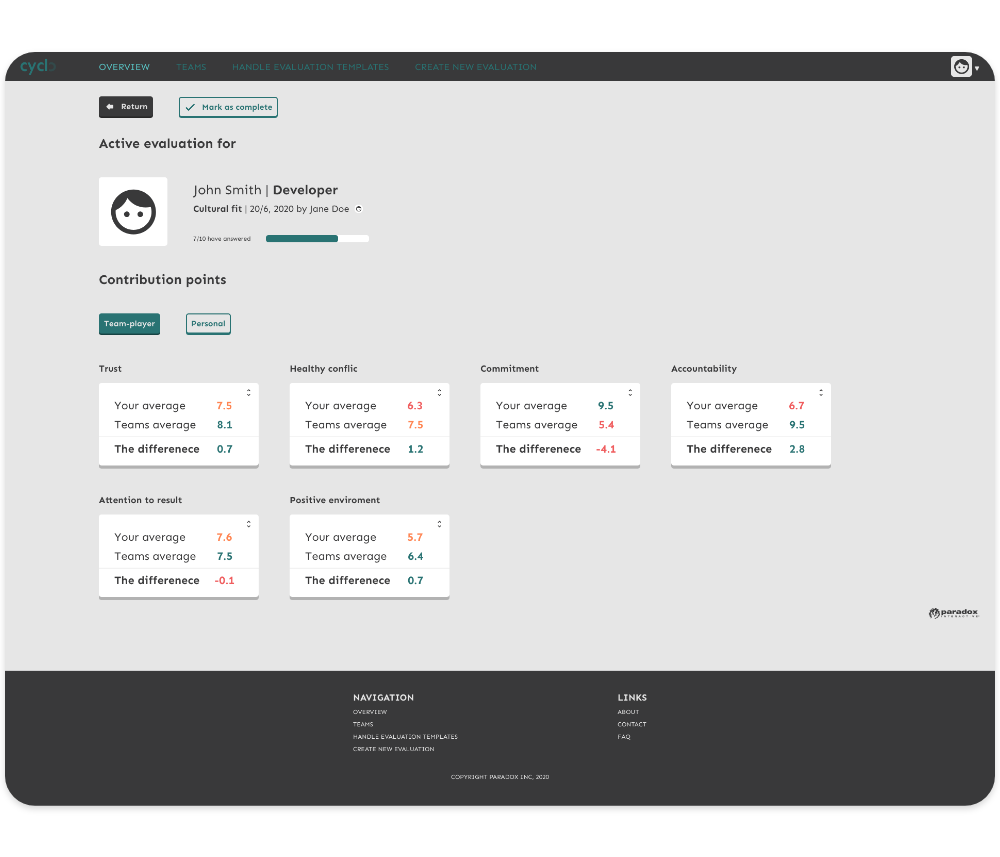 cyclo
OVERVIEW TEAMS HANDLE EVALUATION TEMPLATES CREATE NEW EVALUATION
Return
Mark as complete
Active evaluation for
John Smith | Developer
Cultural fit | 20/6, 2020 by Jane Doe
7/10 have answered
Contribution points
Team-player Personal
Trust
Your average 7.5
Teams average 8.1
The differenece 0.7
Healthy conflic
Your average 6.3
Teams average 7.5
The differenece 1.2
Commitment
Your average 9.5
Teams average 5.4
The differenece -4.1
Accountability
Your average 6.7
Teams average 9.5
The differenece 2.8
Attention to result
Your average 7.6
Teams average 7.5
The differenece -0.1
Positive enviroment
Your average 5.7
Teams average 6.4
The differenece 0.7
paradox
INTERACTIVE
NAVIGATION
OVERVIEW
TEAMS
HANDLE EVALUATION TEMPLATES
CREATE NEW EVALUATION
LINKS
ABOUT
CONTACT
FAQ
COPYRIGHT PARADOX INC, 2020